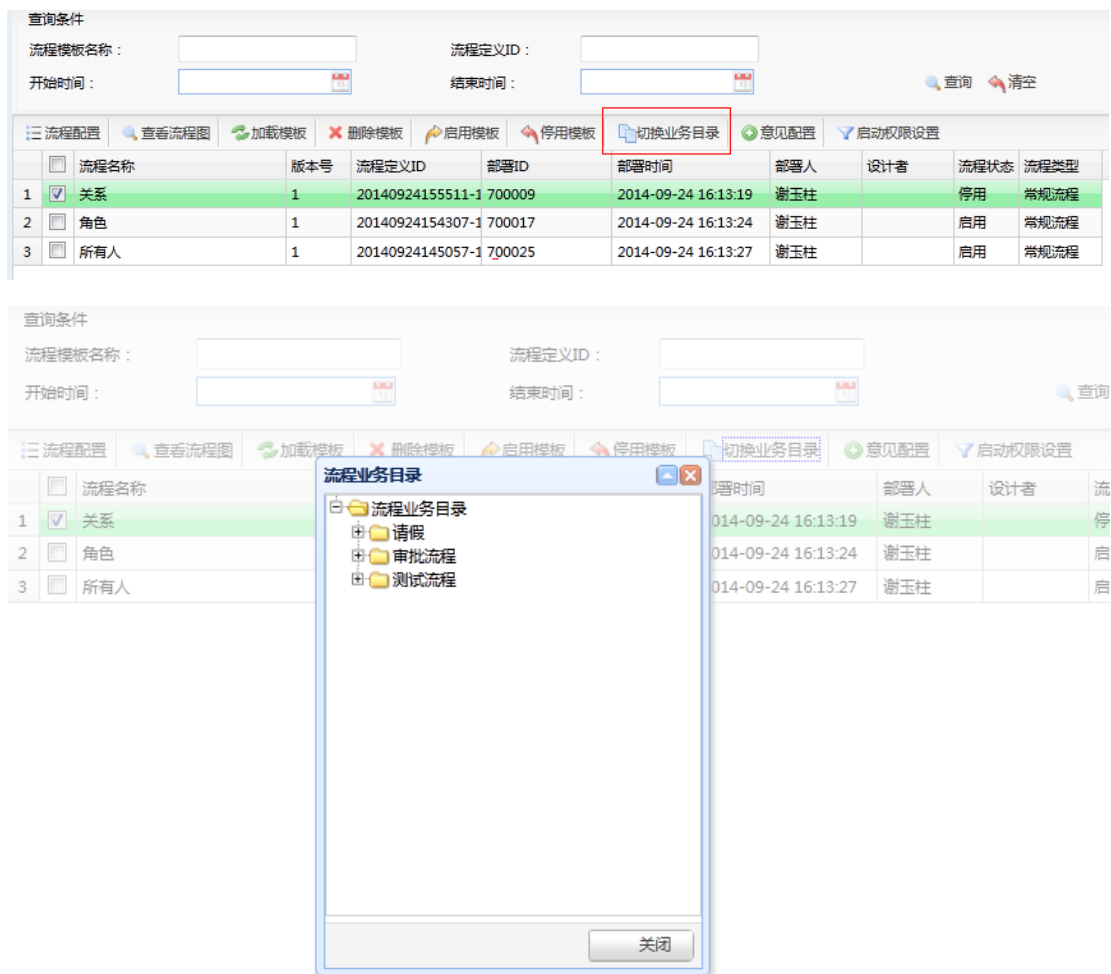 查询条件
流程模板名称： 流程定义ID：
开始时间： 结束时间： 查询 清空
流程配置 查看流程图 加载模板 删除模板 启用模板 停用模板 切换业务目录 意见配置 启动权限设置
流程名称 版本号 流程定义ID 部署ID 部署时间 部署人 设计者 流程状态 流程类型
1 关系 1 20140924155511-1 700009 2014-09-24 16:13:19 谢玉柱 停用 常规流程
2 角色 1 20140924154307-1 700017 2014-09-24 16:13:24 谢玉柱 启用 常规流程
3 所有人 1 20140924145057-1 700025 2014-09-24 16:13:27 谢玉柱 启用 常规流程
查询条件
流程模板名称： 流程定义ID：
开始时间： 结束时间： 查询
流程配置 查看流程图 加载模板 删除模板 启用模板 停用模板 切换业务目录 意见配置 启动权限设置
流程业务目录
流程名称 部署时间 部署人 设计者 流
流程业务目录
请假
1 关系 014-09-24 16:13:19 谢玉柱 停
审批流程
2 角色 014-09-24 16:13:24 谢玉柱 启
测试流程
3 所有人 014-09-24 16:13:27 谢玉柱 启
关闭